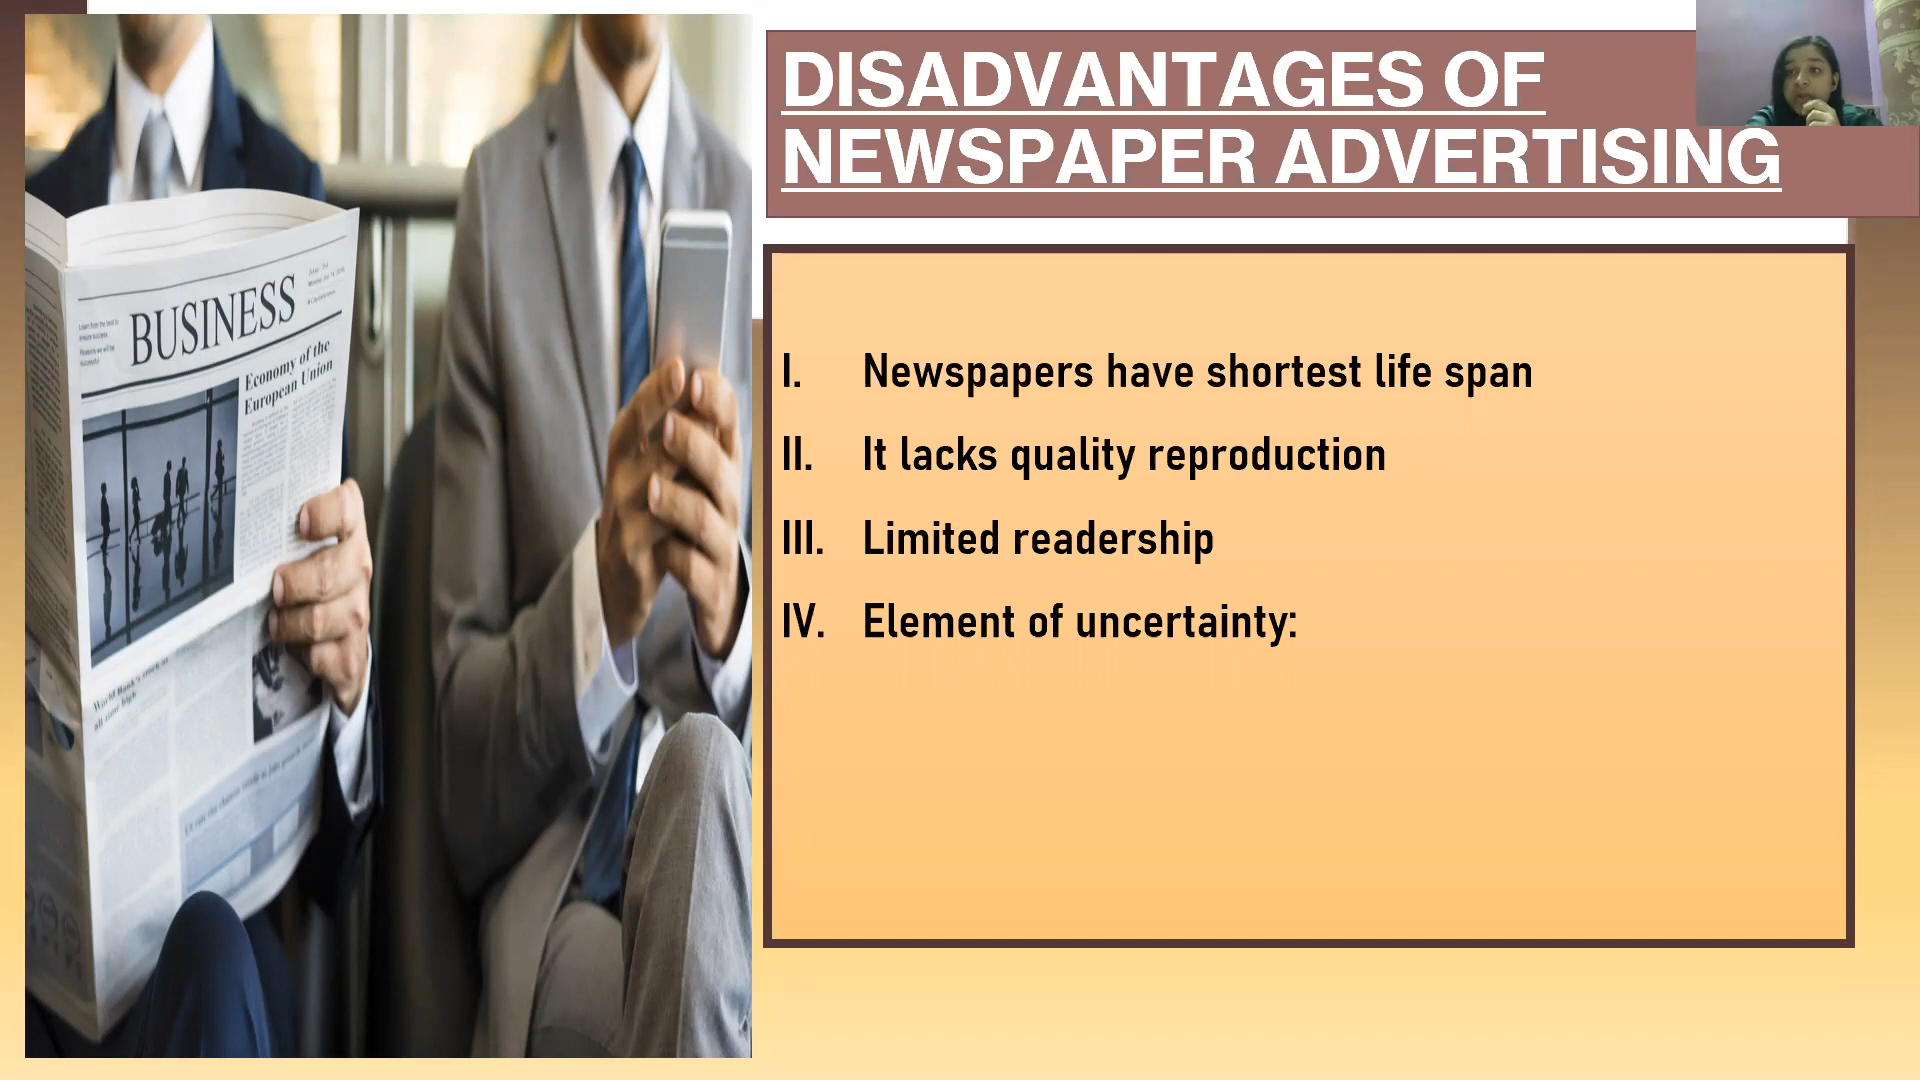 DISADVANTAGES OF
NEWSPAPER ADVERTISING
I. Newspapers have shortest life span
II. It lacks quality reproduction
III. Limited readership
IV. Element of uncertainty:
BUSINESS
Economy of the
European Union